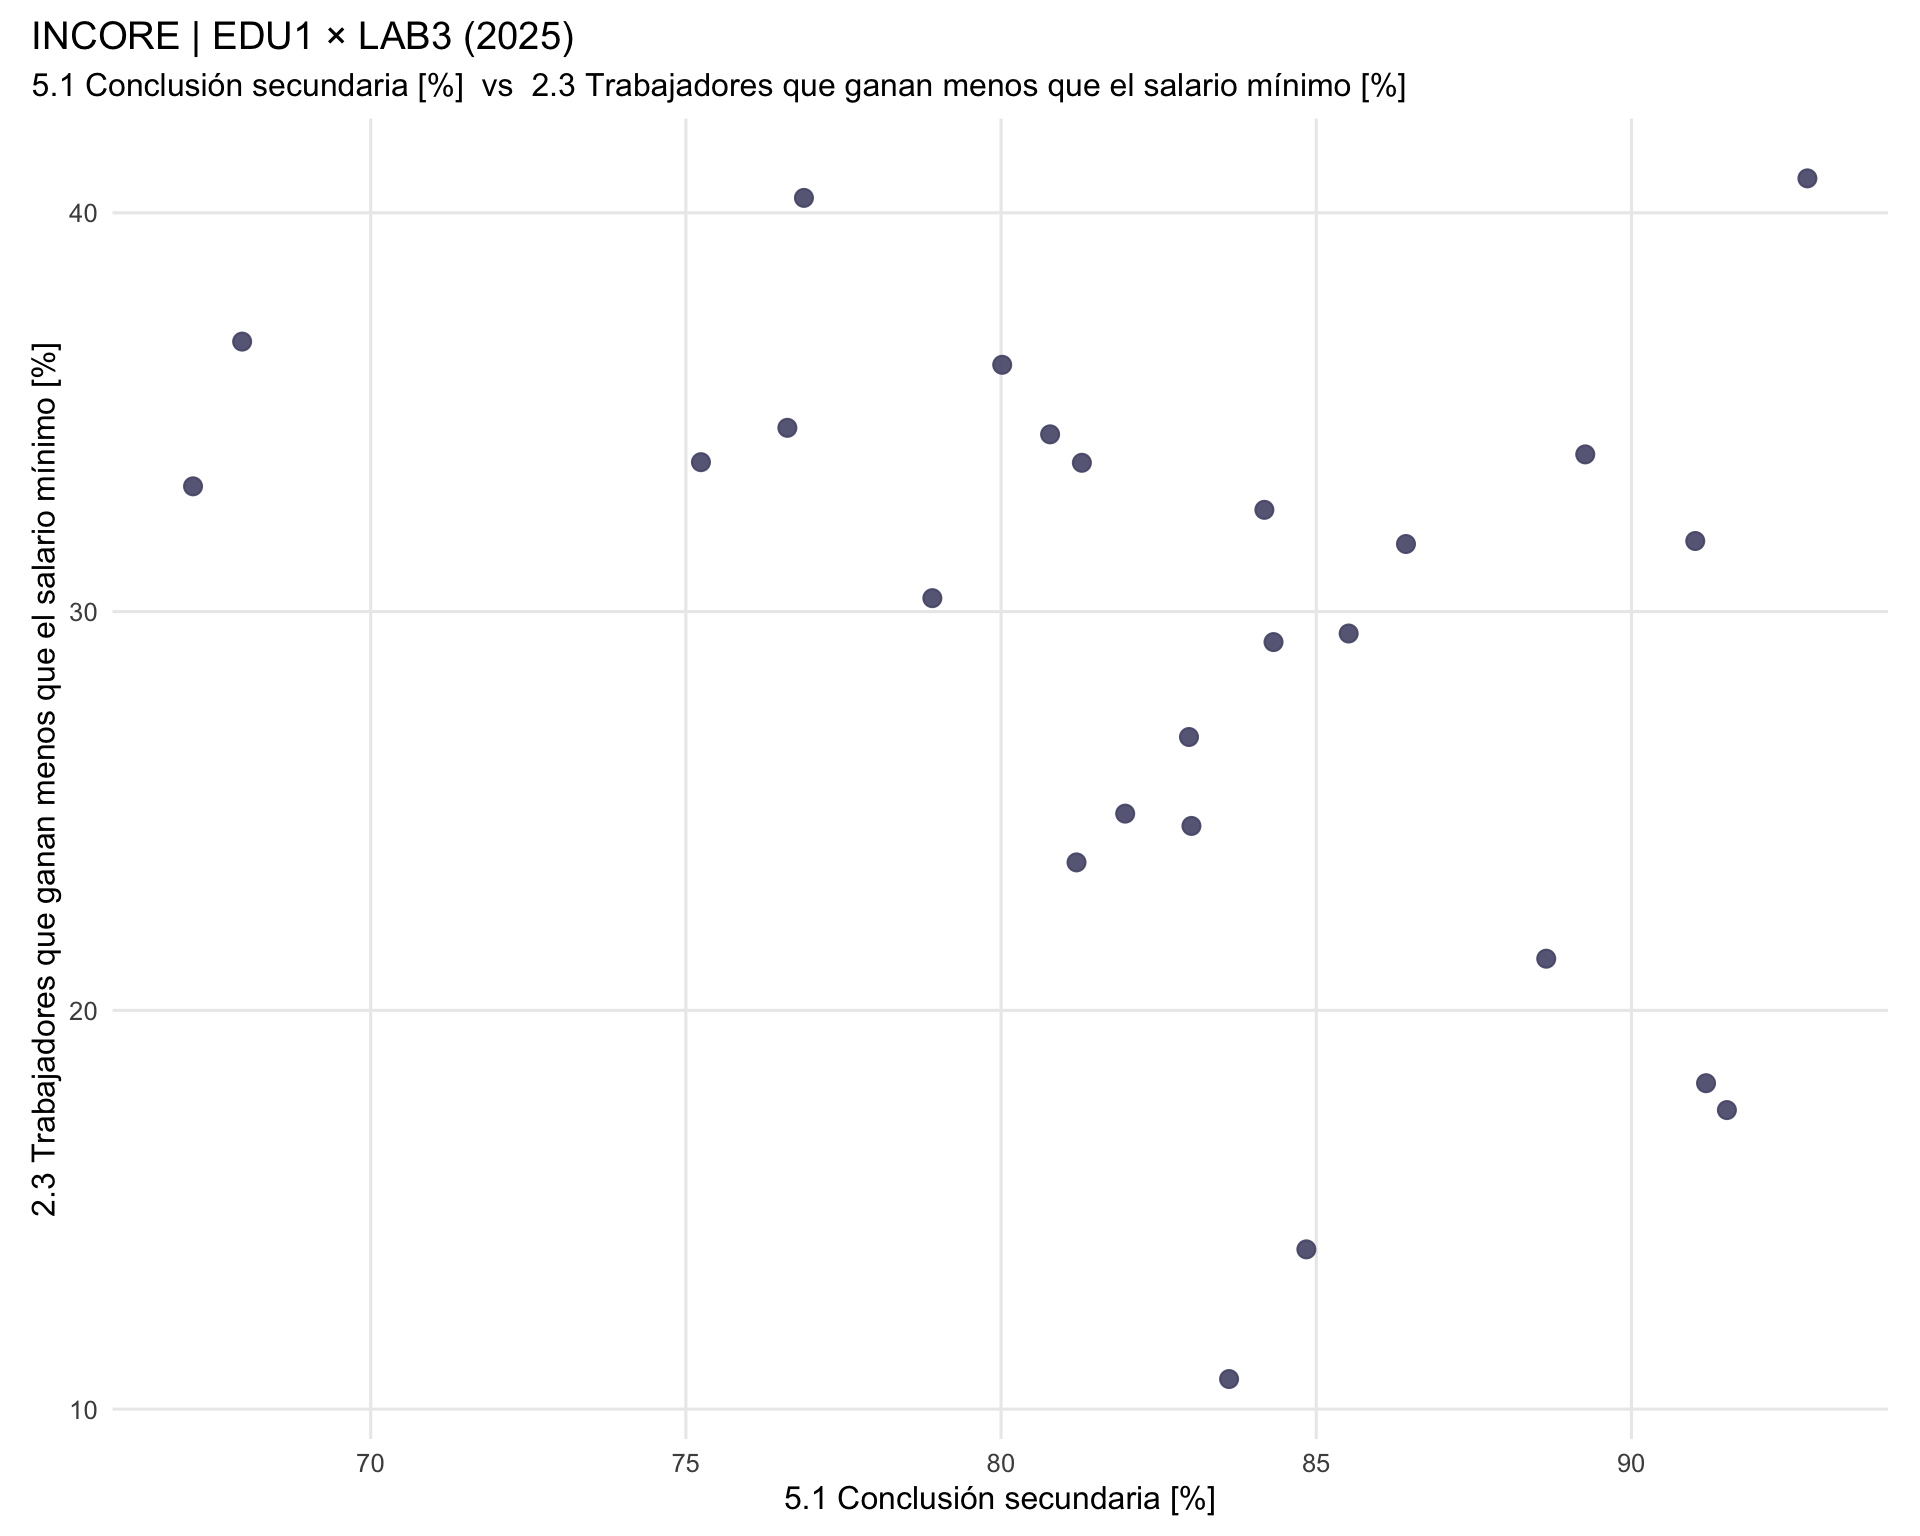 INCORE | EDU1 × LAB3 (2025)
5.1 Conclusión secundaria [%]  vs  2.3 Trabajadores que ganan menos que el salario mínimo [%]
2.3 Trabajadores que ganan menos que el salario mínimo [%]
40
30
20
10
70
75
80
85
90
5.1 Conclusión secundaria [%]